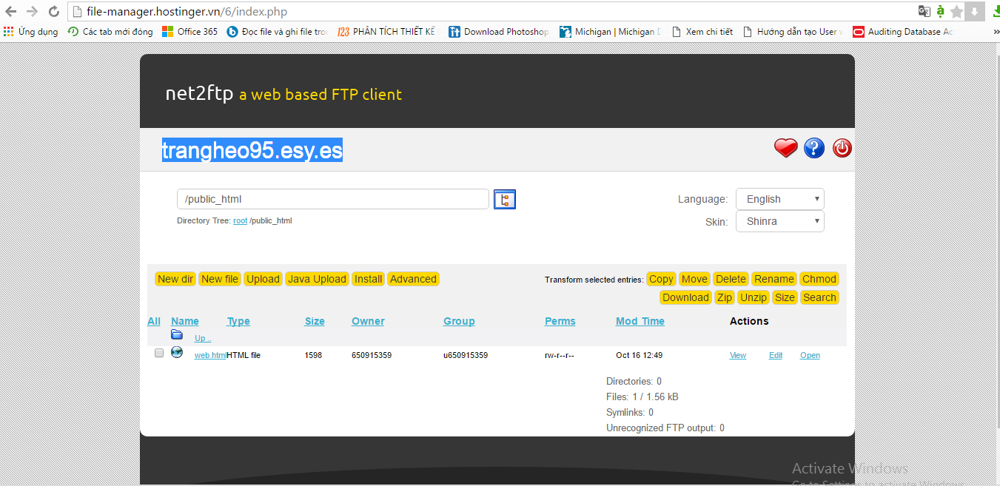 file-manager.hostinger.vn/6/index.php
Ứng dụng Các tab mới đóng Office 365 Đọc file và ghi file tro 123 PHÂN TÍCH THIẾT KẾ Download Photoshop Michigan | Michigan Xem chi tiết Hướng dẫn tạo User Auditing Database Ac »
net2ftp a web based FTP client
trangheo95.esy.es
/public_html
Language: English
Directory Tree: root /public_html
Skin: Shinra
New dir New file Upload Java Upload Install Advanced Transform selected entries: Copy Move Delete Rename Chmod
Download Zip Unzip Size Search
All Name Type Size Owner Group Perms Mod Time Actions
Up ..
web.html HTML file 1598 650915359 u650915359 rw-r--r-- Oct 16 12:49 View Edit Open
Directories: 0
Files: 1 / 1.56 kB
Symlinks: 0
Unrecognized FTP output: 0
Activate Windows
Go to Settings to activate Windows.